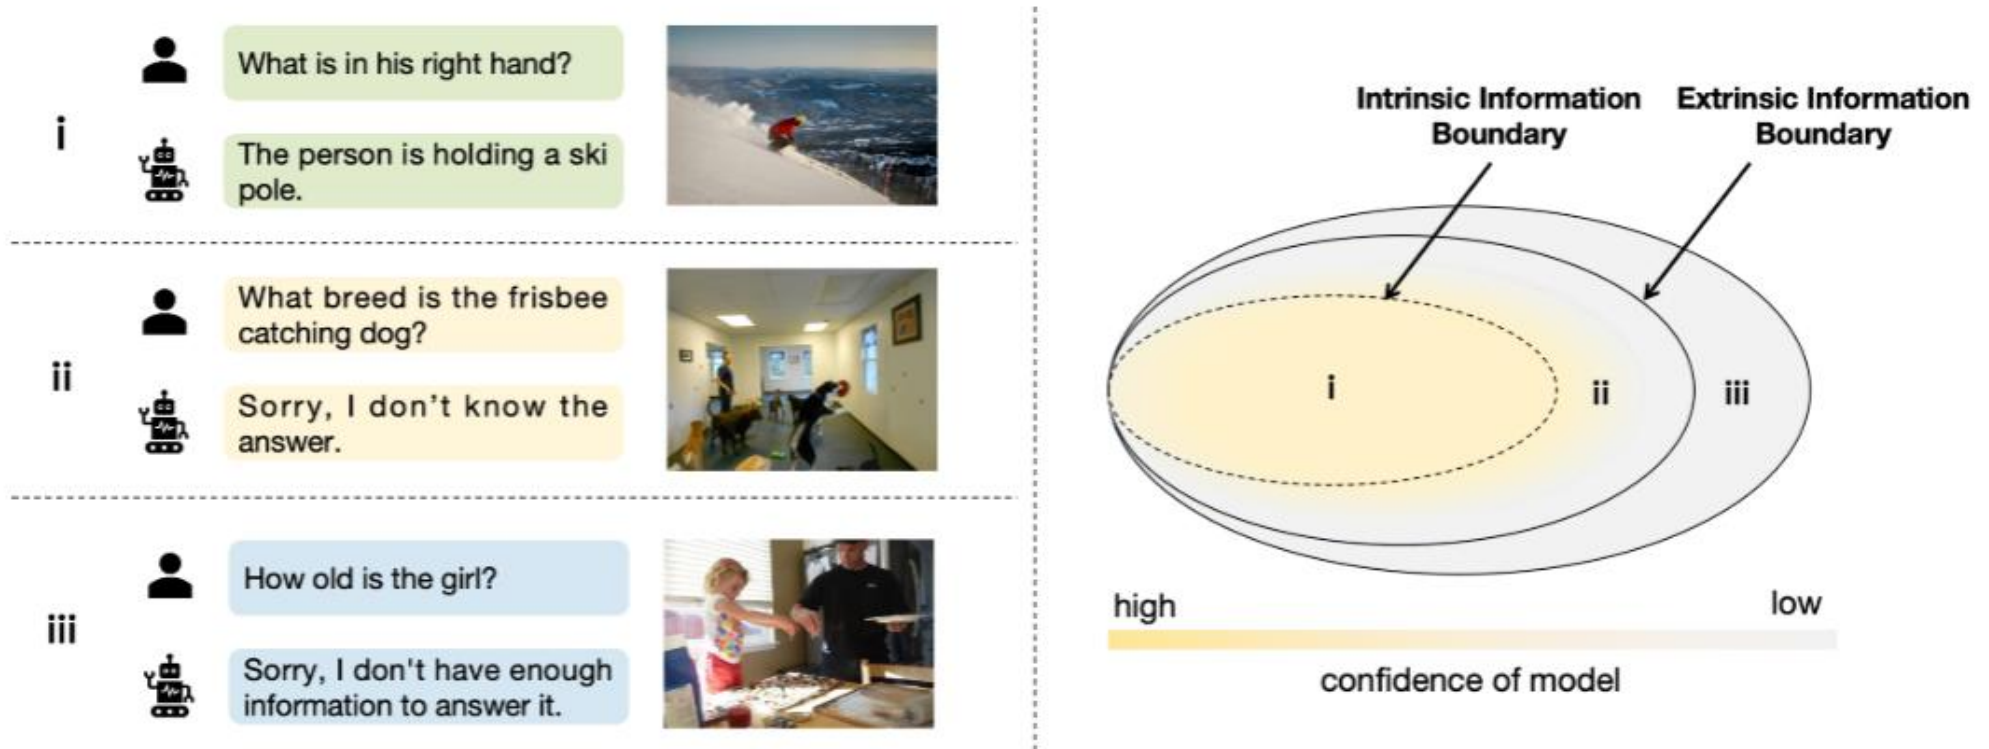 i
What is in his right hand?
The person is holding a ski
pole.
ii
What breed is the frisbee
catching dog?
Sorry, I don't know the
answer.
iii
How old is the girl?
Sorry, I don't have enough
information to answer it.
Intrinsic Information
Boundary
Extrinsic Information
Boundary
i
ii
iii
high
low
confidence of model